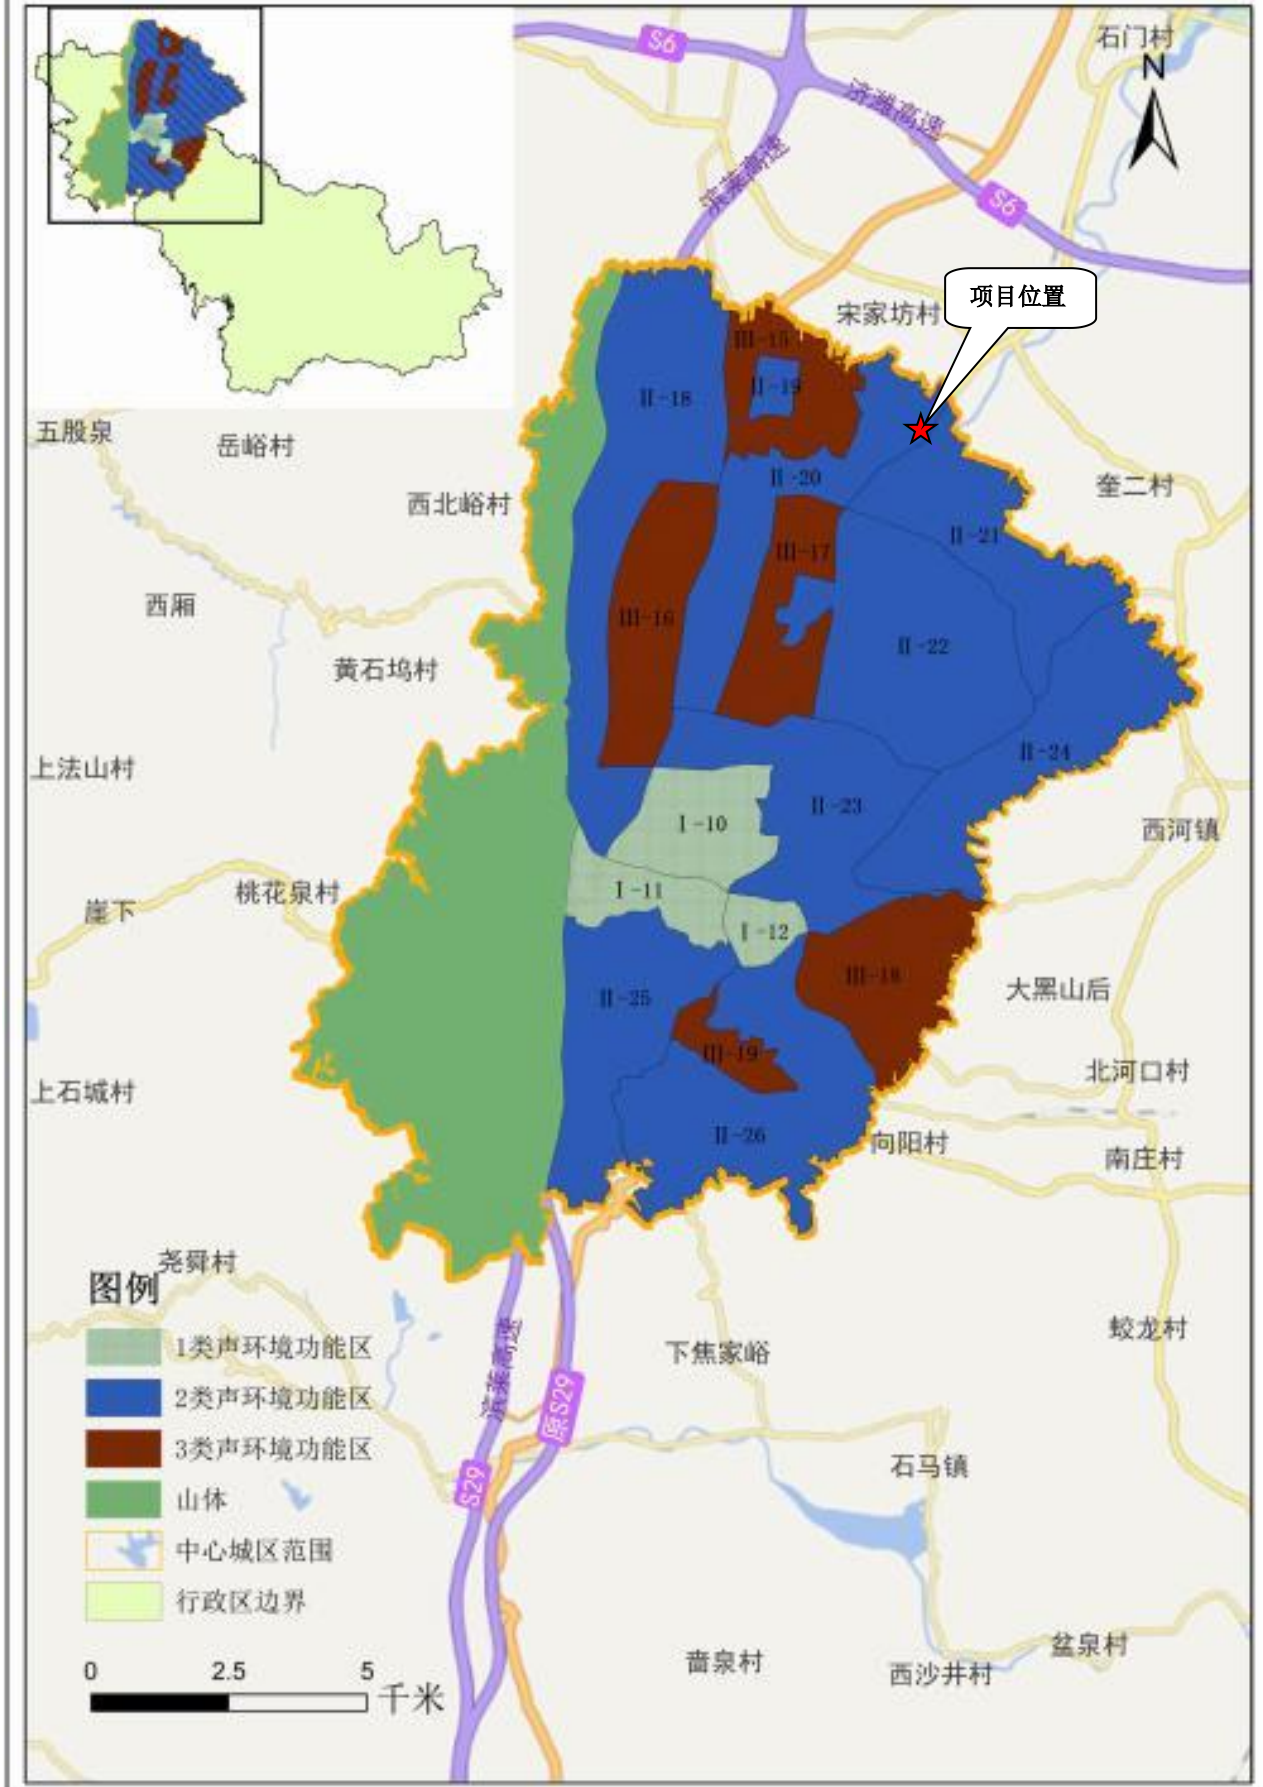 S6
石门村
N
济潍高速
滨莱高速
S6
项目位置
宋家坊村
III-15
II-19
II-18
五股泉
岳峪村
西北峪村
II-20
奎二村
II-21
III-17
西厢
III-16
II-22
黄石坞村
上法山村
II-24
II-23
I-10
西河镇
I-11
桃花泉村
崖下
I-12
III-18
大黑山后
II-25
III-19
北河口村
上石城村
II-26
向阳村
南庄村
尧舜村
图例
1类声环境功能区
2类声环境功能区
3类声环境功能区
山体
中心城区范围
行政区边界
滨莱高速
原S29
S29
下焦家峪
蛟龙村
石马镇
盆泉村
啬泉村
西沙井村
0 2.5 5
千米